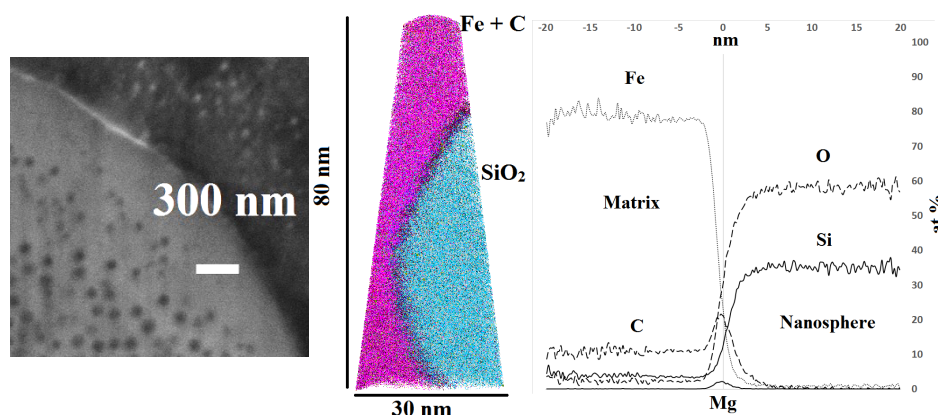 300 nm
80 nm
30 nm
Fe + C
SiO₂
-20 -15 -10 -5 0 5 10 15 20
nm
100
90
80
70
60
50
40
30
20
10
0
at %
Fe
Matrix
C
O
Si
Nanosphere
Mg